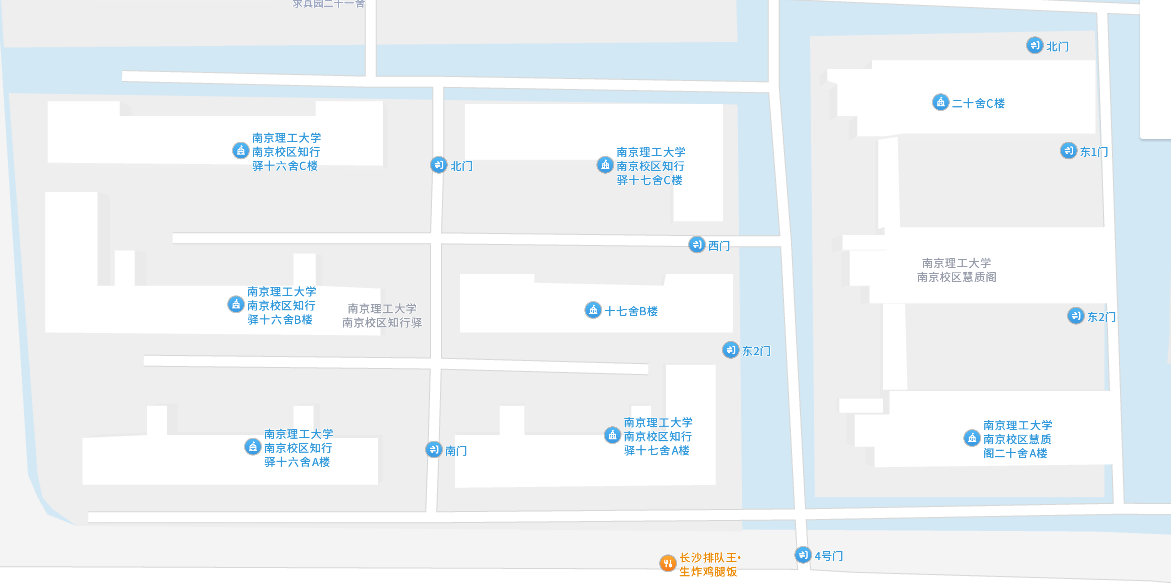 求真园二十一舍
北门
二十舍C楼
南京理工大学
南京校区知行
驿十六舍C楼
北门
南京理工大学
南京校区知行
驿十七舍C楼
东1门
西门
南京理工大学
南京校区慧质阁
南京理工大学
南京校区知行
驿十六舍B楼
南京理工大学
南京校区知行驿
十七舍B楼
东2门
东2门
南京理工大学
南京校区知行
驿十六舍A楼
南门
南京理工大学
南京校区知行
驿十七舍A楼
南京理工大学
南京校区慧质
阁二十舍A楼
长沙排队王•
生炸鸡腿饭
4号门